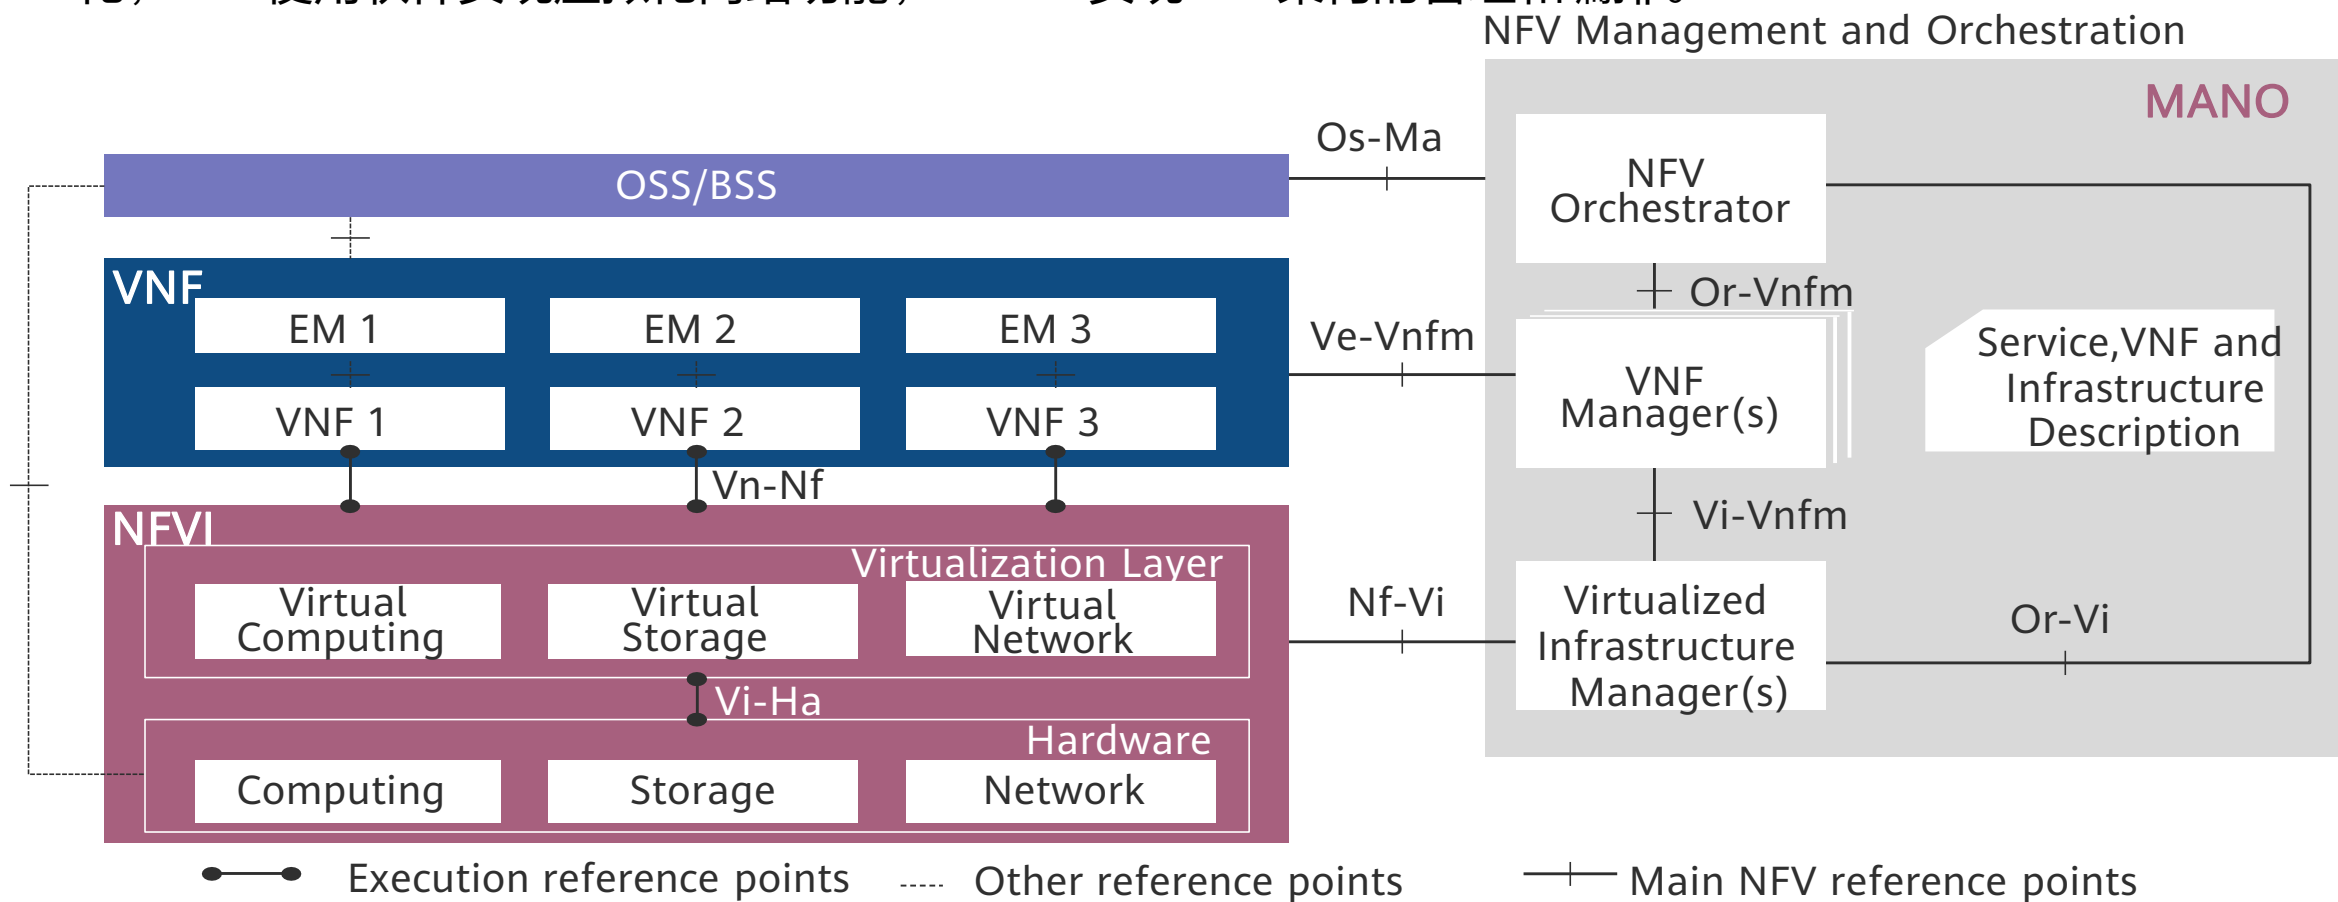 NFV Management and Orchestration
MANO
Os-Ma
OSS/BSS
NFV
Orchestrator
Or-Vnfm
VNF
EM 1
EM 2
EM 3
Ve-Vnfm
VNF 1
VNF 2
VNF 3
VNF
Manager(s)
Service,VNF and
Infrastructure
Description
Vn-Nf
Vi-Vnfm
NFVI
Virtualization Layer
Virtual
Computing
Virtual
Storage
Virtual
Network
Nf-Vi
Virtualized
Infrastructure
Manager(s)
Or-Vi
Vi-Ha
Hardware
Computing
Storage
Network
Execution reference points
Other reference points
Main NFV reference points